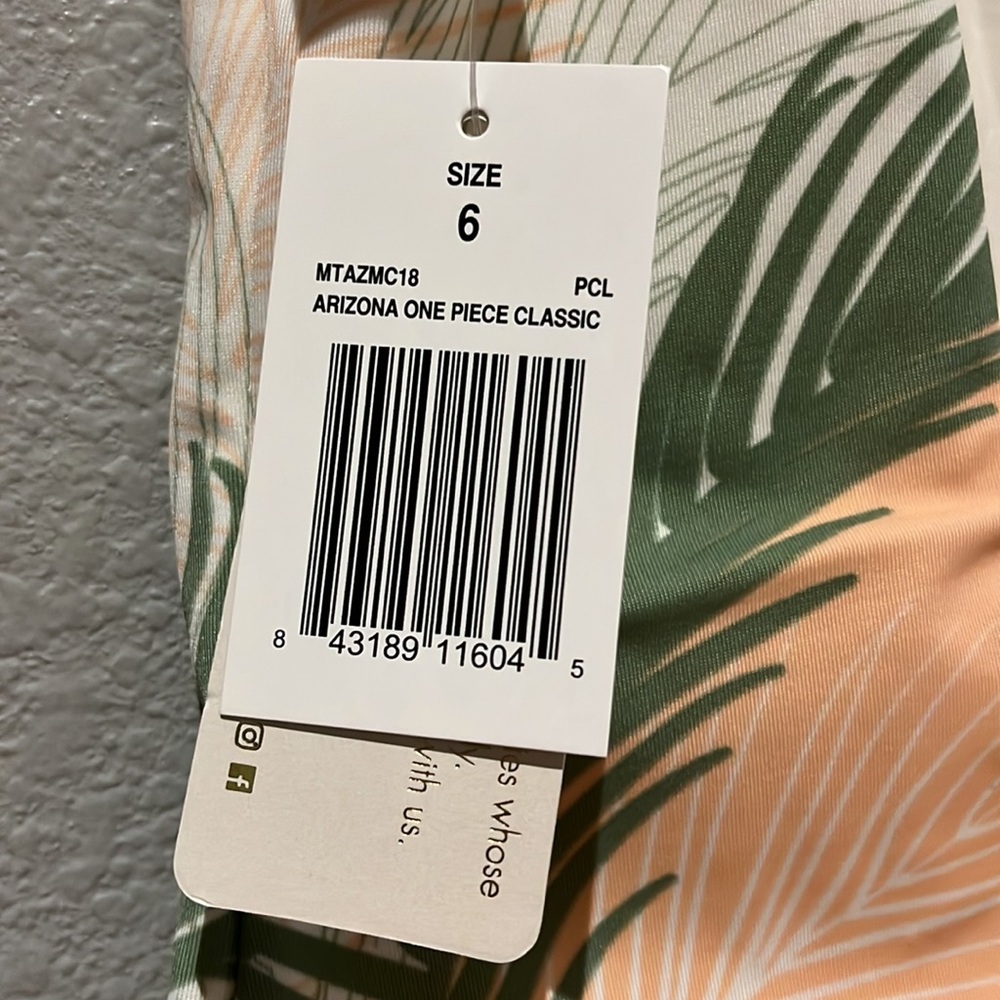 SIZE
6
MTAZMC18 PCL
ARIZONA ONE PIECE CLASSIC
8 43189 11604 5
es whose
y.
with us,